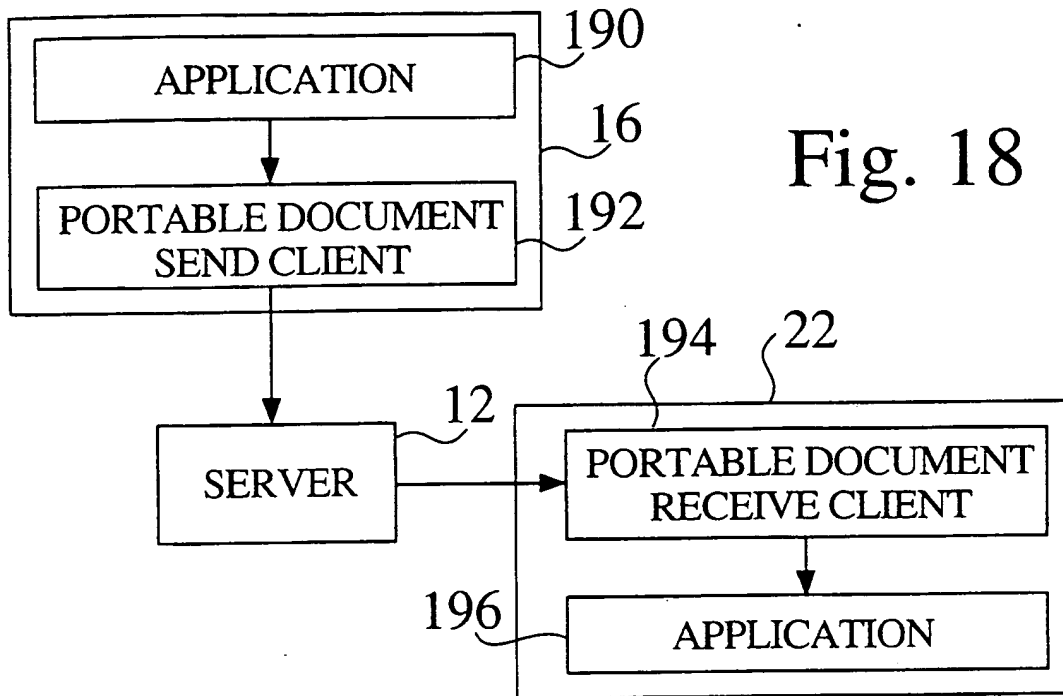 190
APPLICATION
16
Fig. 18
PORTABLE DOCUMENT
SEND CLIENT
192
194
22
12
SERVER
PORTABLE DOCUMENT
RECEIVE CLIENT
196
APPLICATION